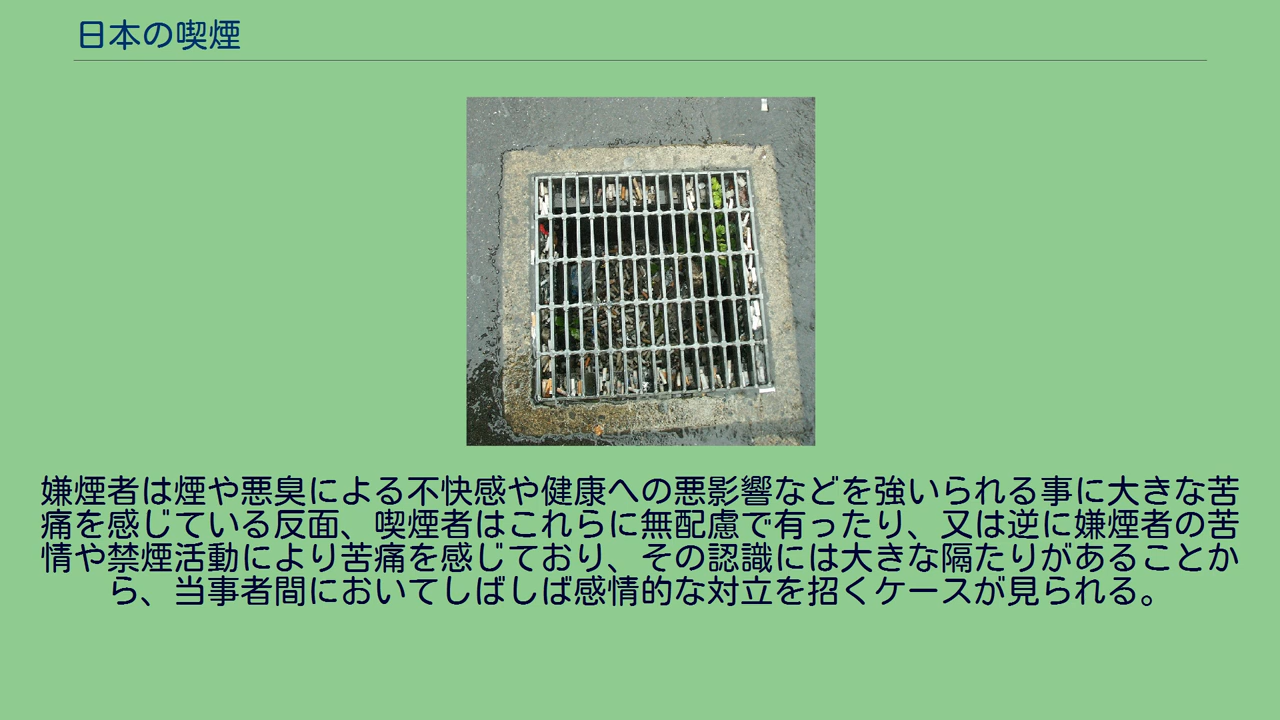 日本の喫煙
嫌煙者は煙や悪臭による不快感や健康への悪影響などを強いられる事に大きな苦
痛を感じている反面、喫煙者はこれらに無配慮で有ったり、又は逆に嫌煙者の苦
情や禁煙活動により苦痛を感じており、その認識には大きな隔たりがあることか
ら、当事者間においてしばしば感情的な対立を招くケースが見られる。